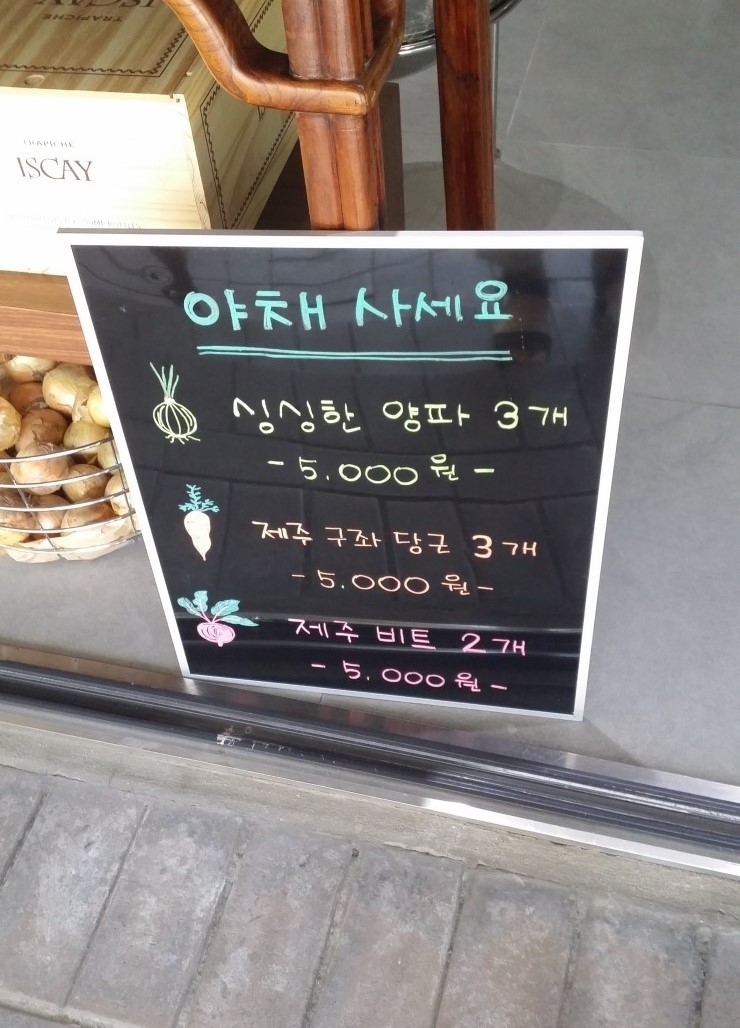 TRAPICHE
TRAPICHE
ISCAY
야채 사세요
싱싱한 양파 3개
- 5.000원 -
제주 구좌 당근 3개
- 5.000원 -
제주 비트 2개
- 5.000원 -